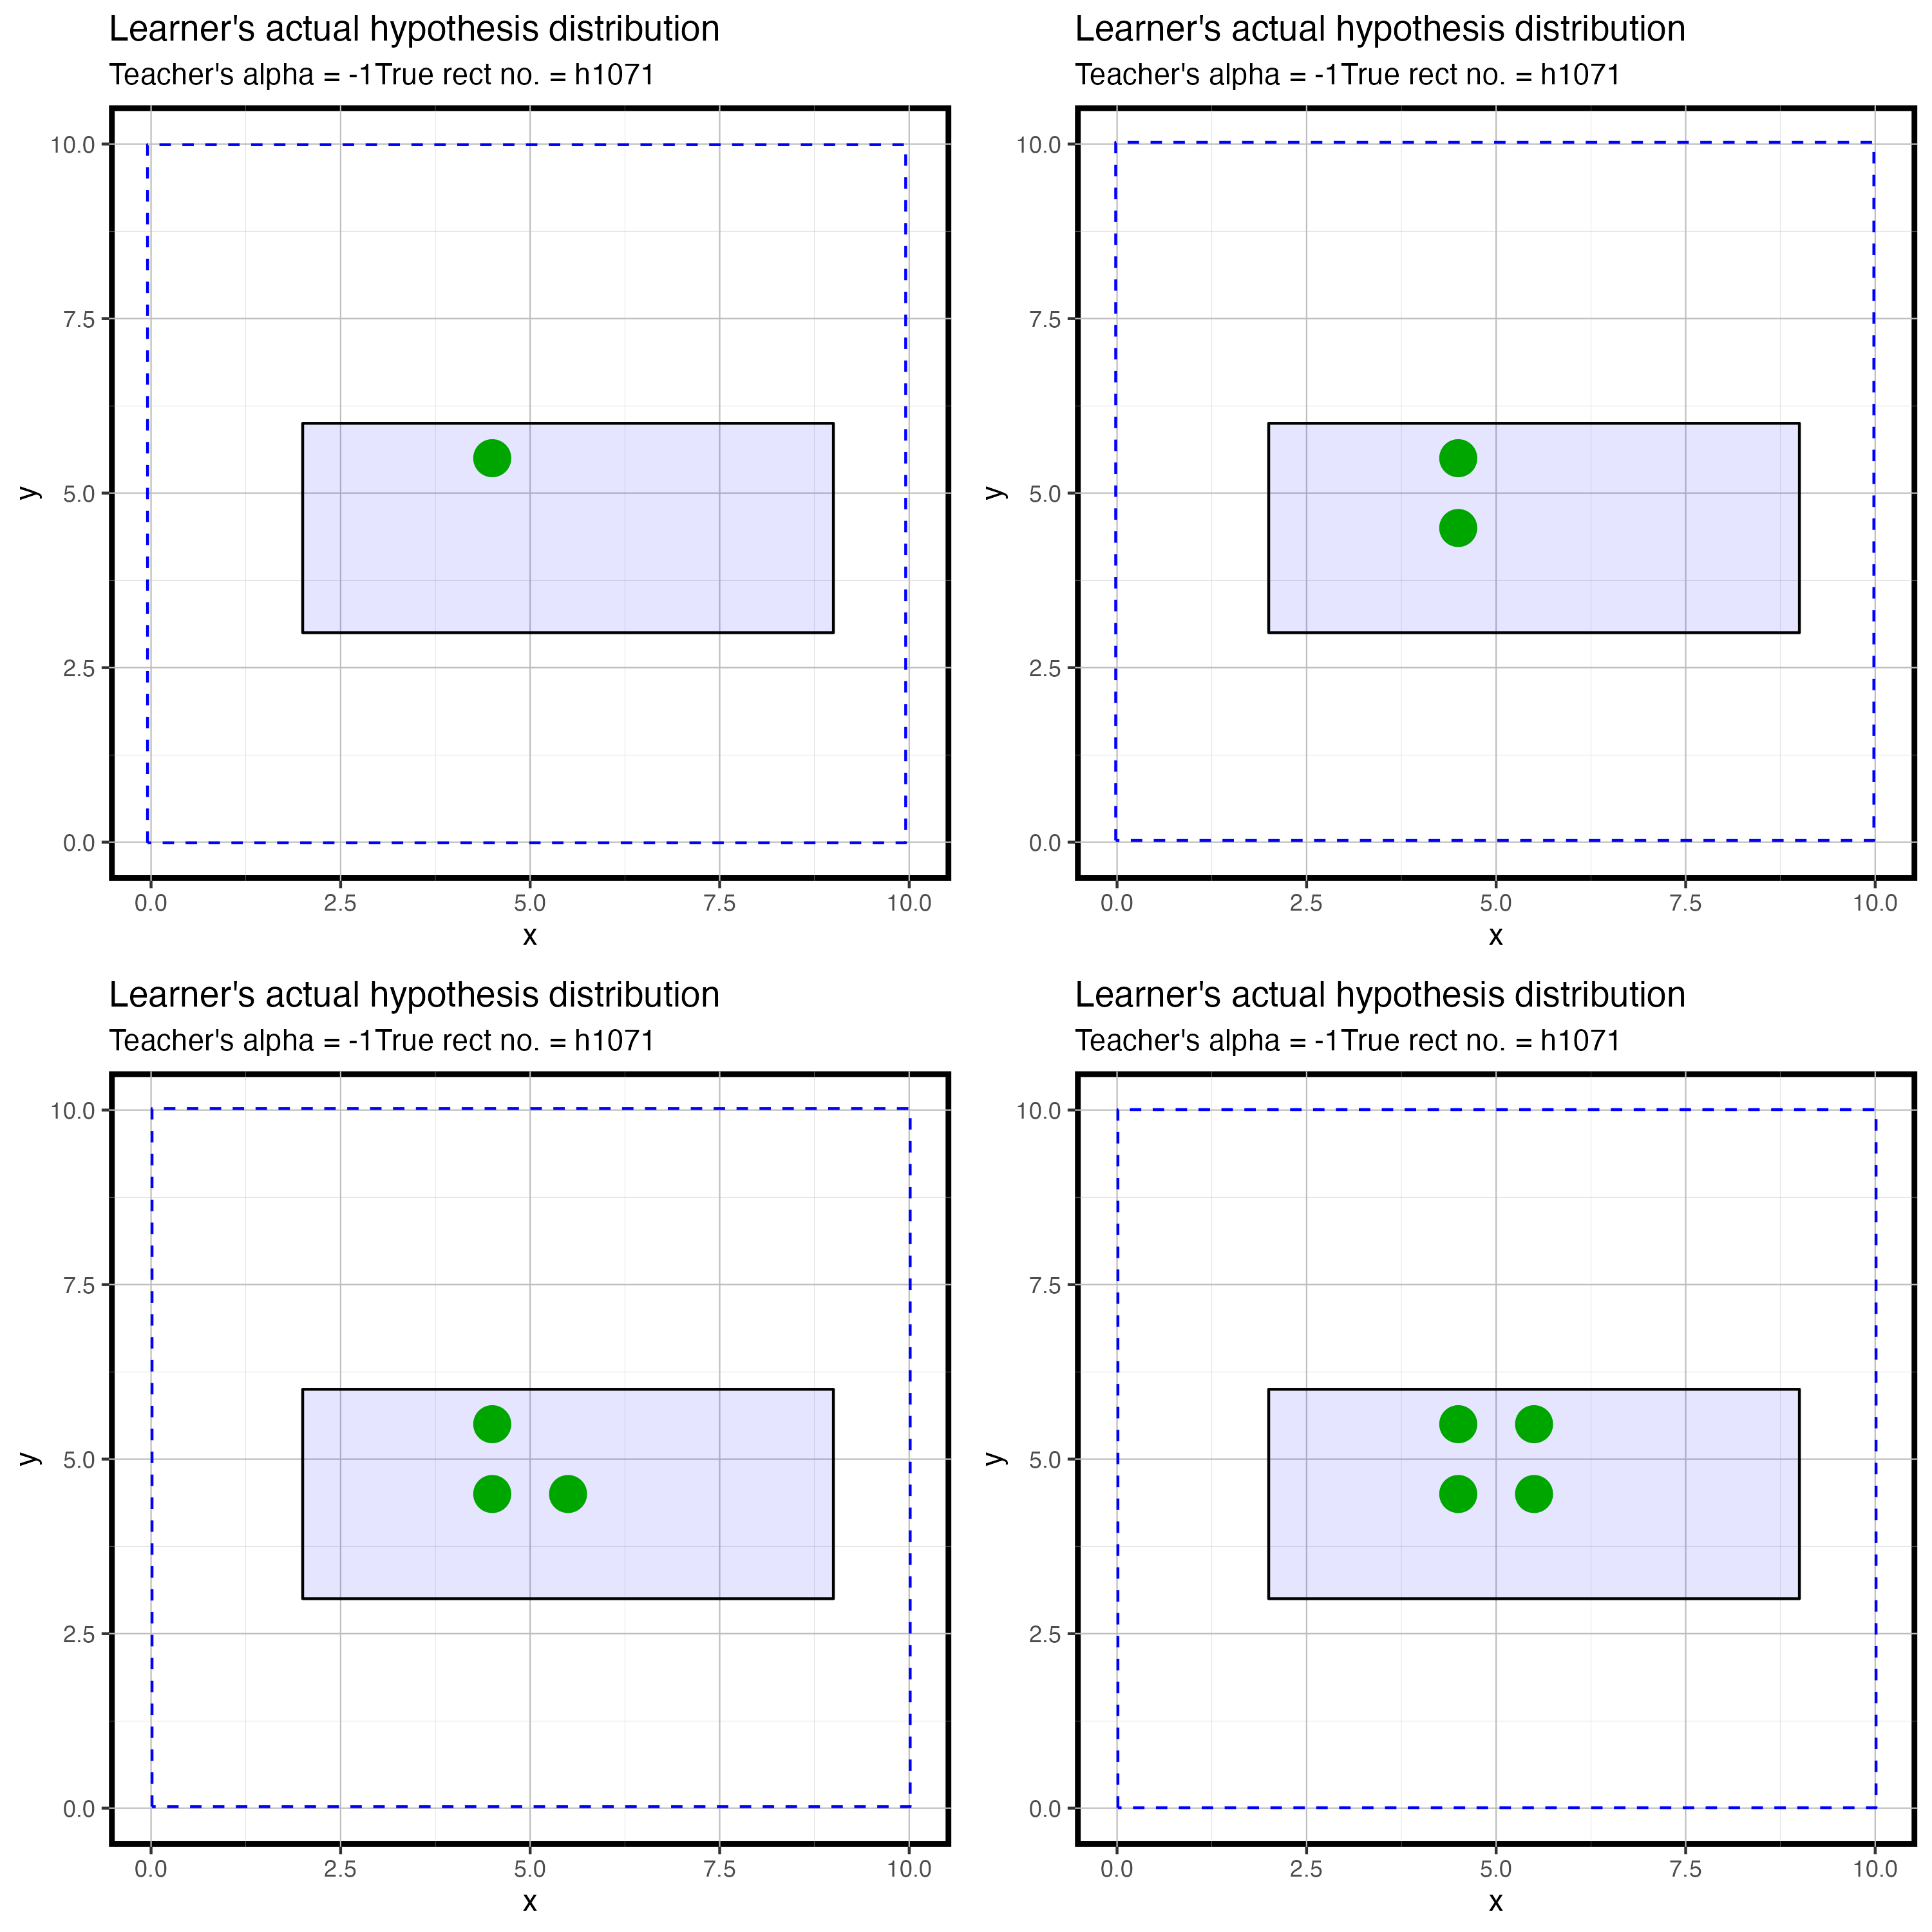 Learner's actual hypothesis distribution
Teacher's alpha = -1True rect no. = h1071
10.0
7.5
5.0
2.5
0.0
y
0.0 2.5 5.0 7.5 10.0
x
Learner's actual hypothesis distribution
Teacher's alpha = -1True rect no. = h1071
10.0
7.5
5.0
2.5
0.0
y
0.0 2.5 5.0 7.5 10.0
x
Learner's actual hypothesis distribution
Teacher's alpha = -1True rect no. = h1071
10.0
7.5
5.0
2.5
0.0
y
0.0 2.5 5.0 7.5 10.0
x
Learner's actual hypothesis distribution
Teacher's alpha = -1True rect no. = h1071
10.0
7.5
5.0
2.5
0.0
y
0.0 2.5 5.0 7.5 10.0
x